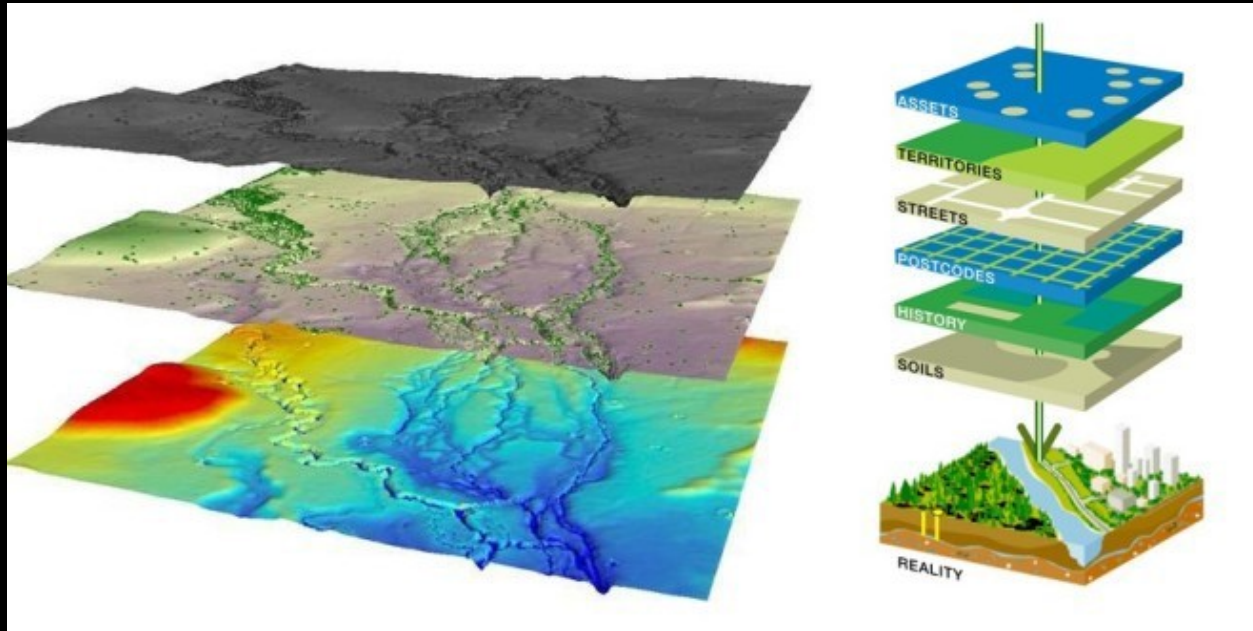 ASSETS
TERRITORIES
STREETS
POSTCODES
HISTORY
SOILS
REALITY